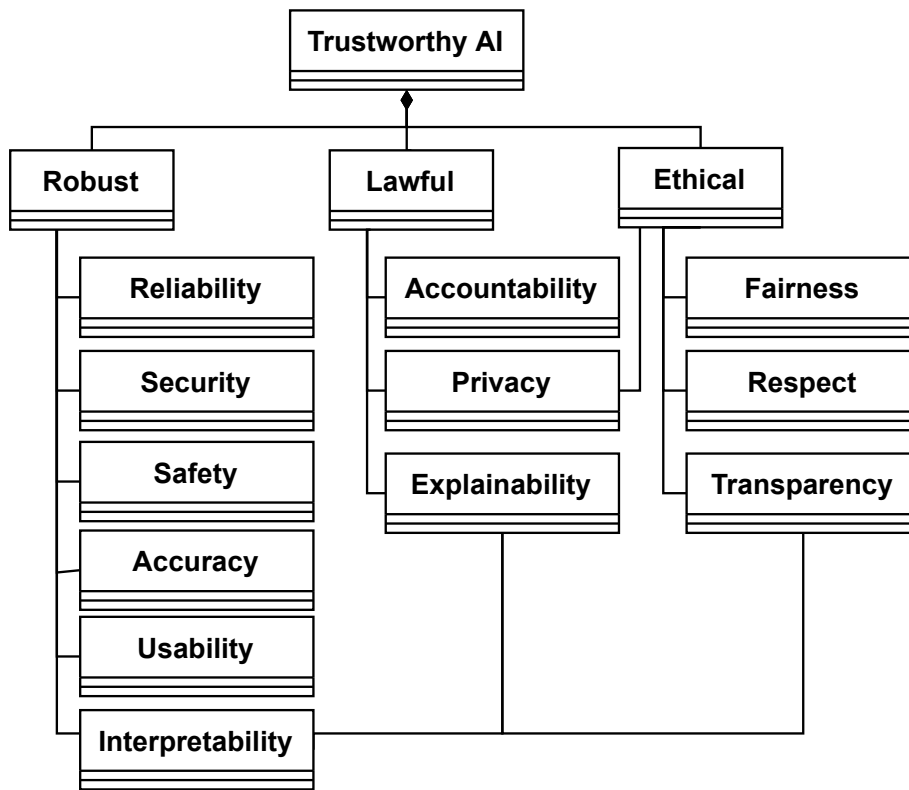 Trustworthy AI
Robust
Lawful
Ethical
Reliability
Accountability
Fairness
Security
Privacy
Respect
Safety
Explainability
Transparency
Accuracy
Usability
Interpretability